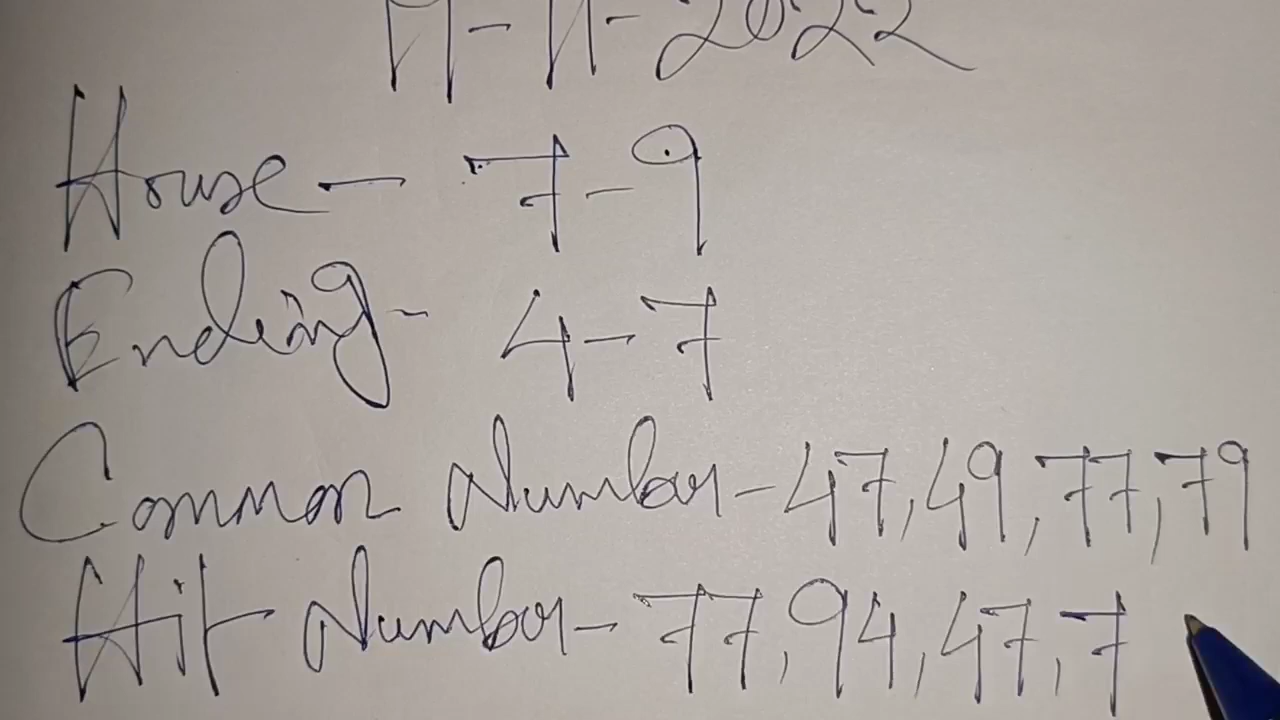 House - 7-9
Ending - 4-7
Common Number - 47, 49, 77, 79
Hit Number - 77, 94, 47, 7